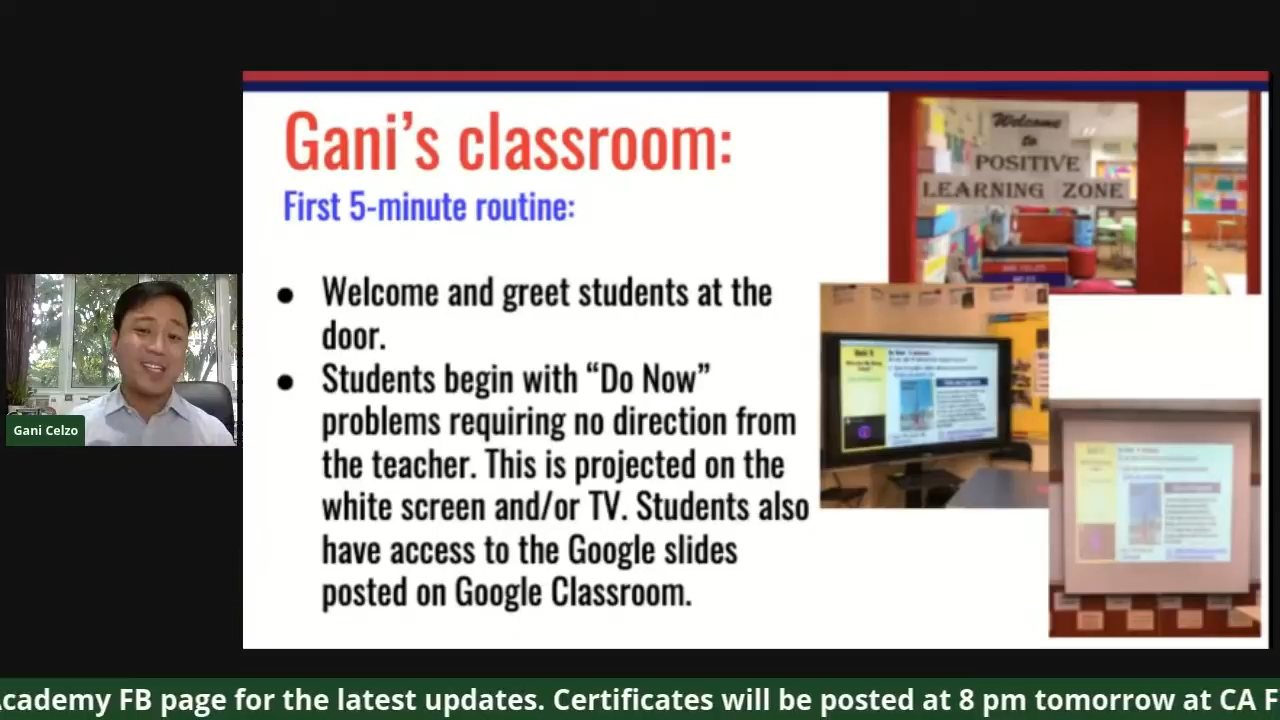 Gani's classroom:
First 5-minute routine:
● Welcome and greet students at the
door.
● Students begin with “Do Now”
problems requiring no direction from
the teacher. This is projected on the
white screen and/or TV. Students also
have access to the Google slides
posted on Google Classroom.
Welcome
to
POSITIVE
LEARNING ZONE
Gani Celzo
cademy FB page for the latest updates. Certificates will be posted at 8 pm tomorrow at CA F